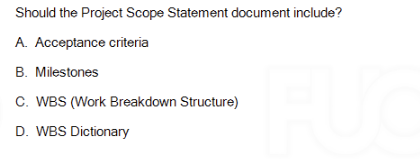 Should the Project Scope Statement document include?
A. Acceptance criteria
B. Milestones
C. WBS (Work Breakdown Structure)
D. WBS Dictionary